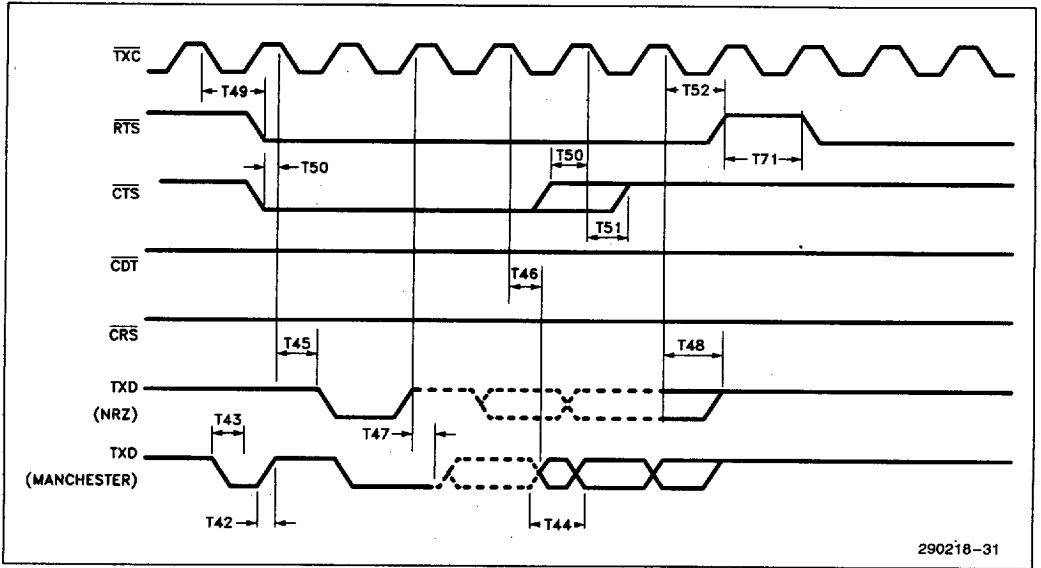 TXC
T49
T52
RTS
T50
T50
T71
CTS
T51
CDT
T46
CRS
T45
T48
TXD
(NRZ)
T43
T47
TXD
(MANCHESTER)
T42
T44
290218-31